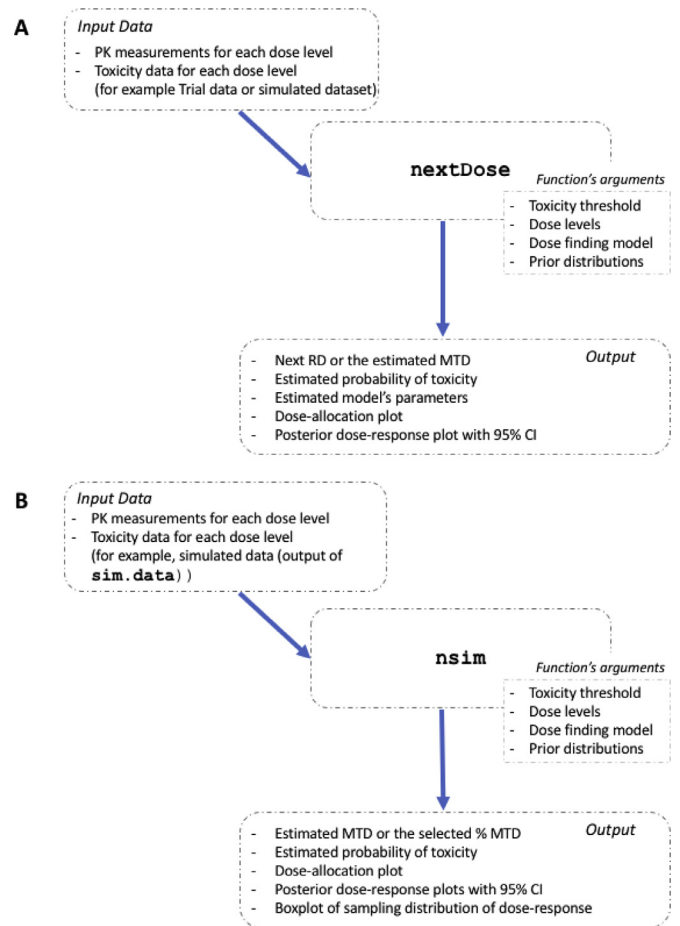 A
Input Data
- PK measurements for each dose level
- Toxicity data for each dose level
(for example Trial data or simulated dataset)
nextDose
Function's arguments
- Toxicity threshold
- Dose levels
- Dose finding model
- Prior distributions
Output
- Next RD or the estimated MTD
- Estimated probability of toxicity
- Estimated model's parameters
- Dose-allocation plot
- Posterior dose-response plot with 95% CI
B
Input Data
- PK measurements for each dose level
- Toxicity data for each dose level
(for example, simulated data (output of
sim.data))
nsim
Function's arguments
- Toxicity threshold
- Dose levels
- Dose finding model
- Prior distributions
Output
- Estimated MTD or the selected % MTD
- Estimated probability of toxicity
- Dose-allocation plot
- Posterior dose-response plots with 95% CI
- Boxplot of sampling distribution of dose-response